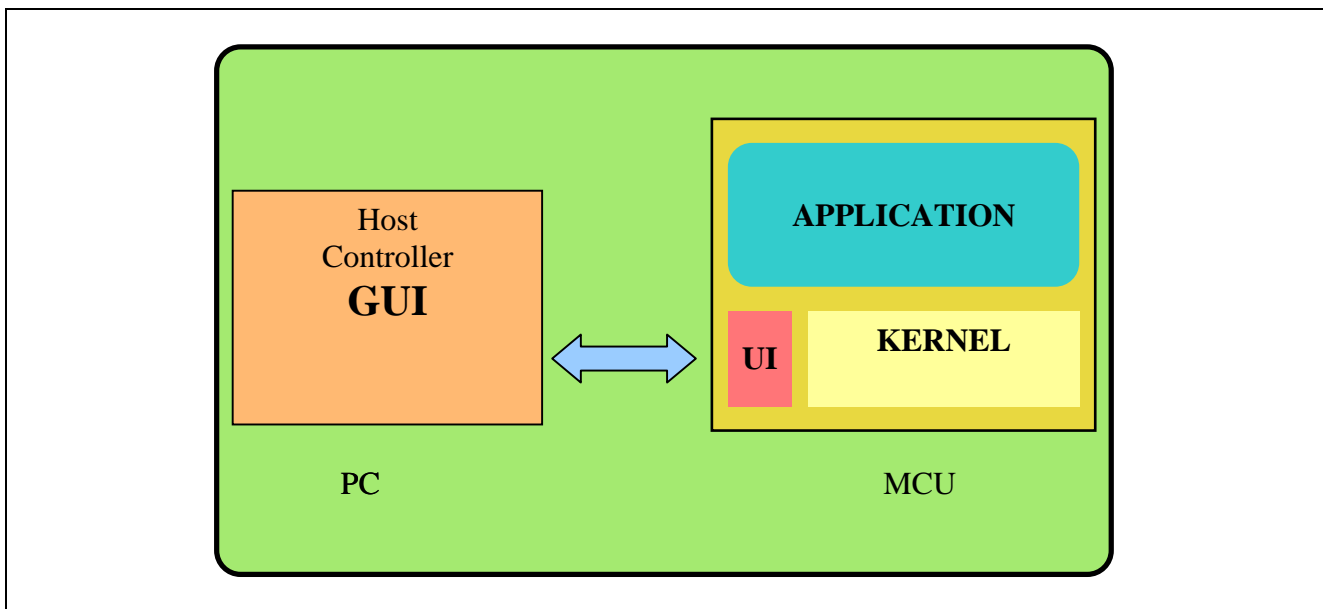 Host
Controller
GUI
PC
APPLICATION
UI
KERNEL
MCU